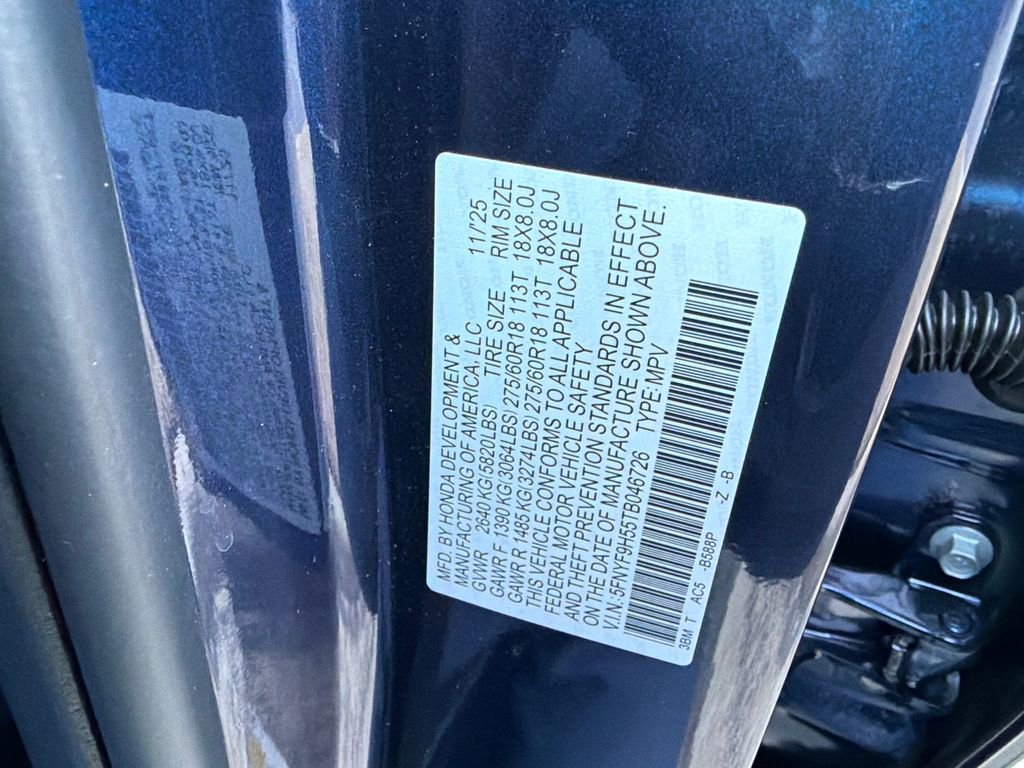 MFD. BY HONDA DEVELOPMENT & 11/'25
MANUFACTURING OF AMERICA, LLC
GVWR 2640 KG(5820LBS) TIRE SIZE RIM SIZE
GAWR F 1390 KG(3064LBS) 275/60R18 113T 18X8.0J
GAWR R 1485 KG(3274LBS) 275/60R18 113T 18X8.0J
THIS VEHICLE CONFORMS TO ALL APPLICABLE
FEDERAL MOTOR VEHICLE SAFETY
AND THEFT PREVENTION STANDARDS IN EFFECT
ON THE DATE OF MANUFACTURE SHOWN ABOVE.
V.I.N:5FNYF9H551B046726 TYPE:MPV
3BM T AC5 -B588P -Z -B